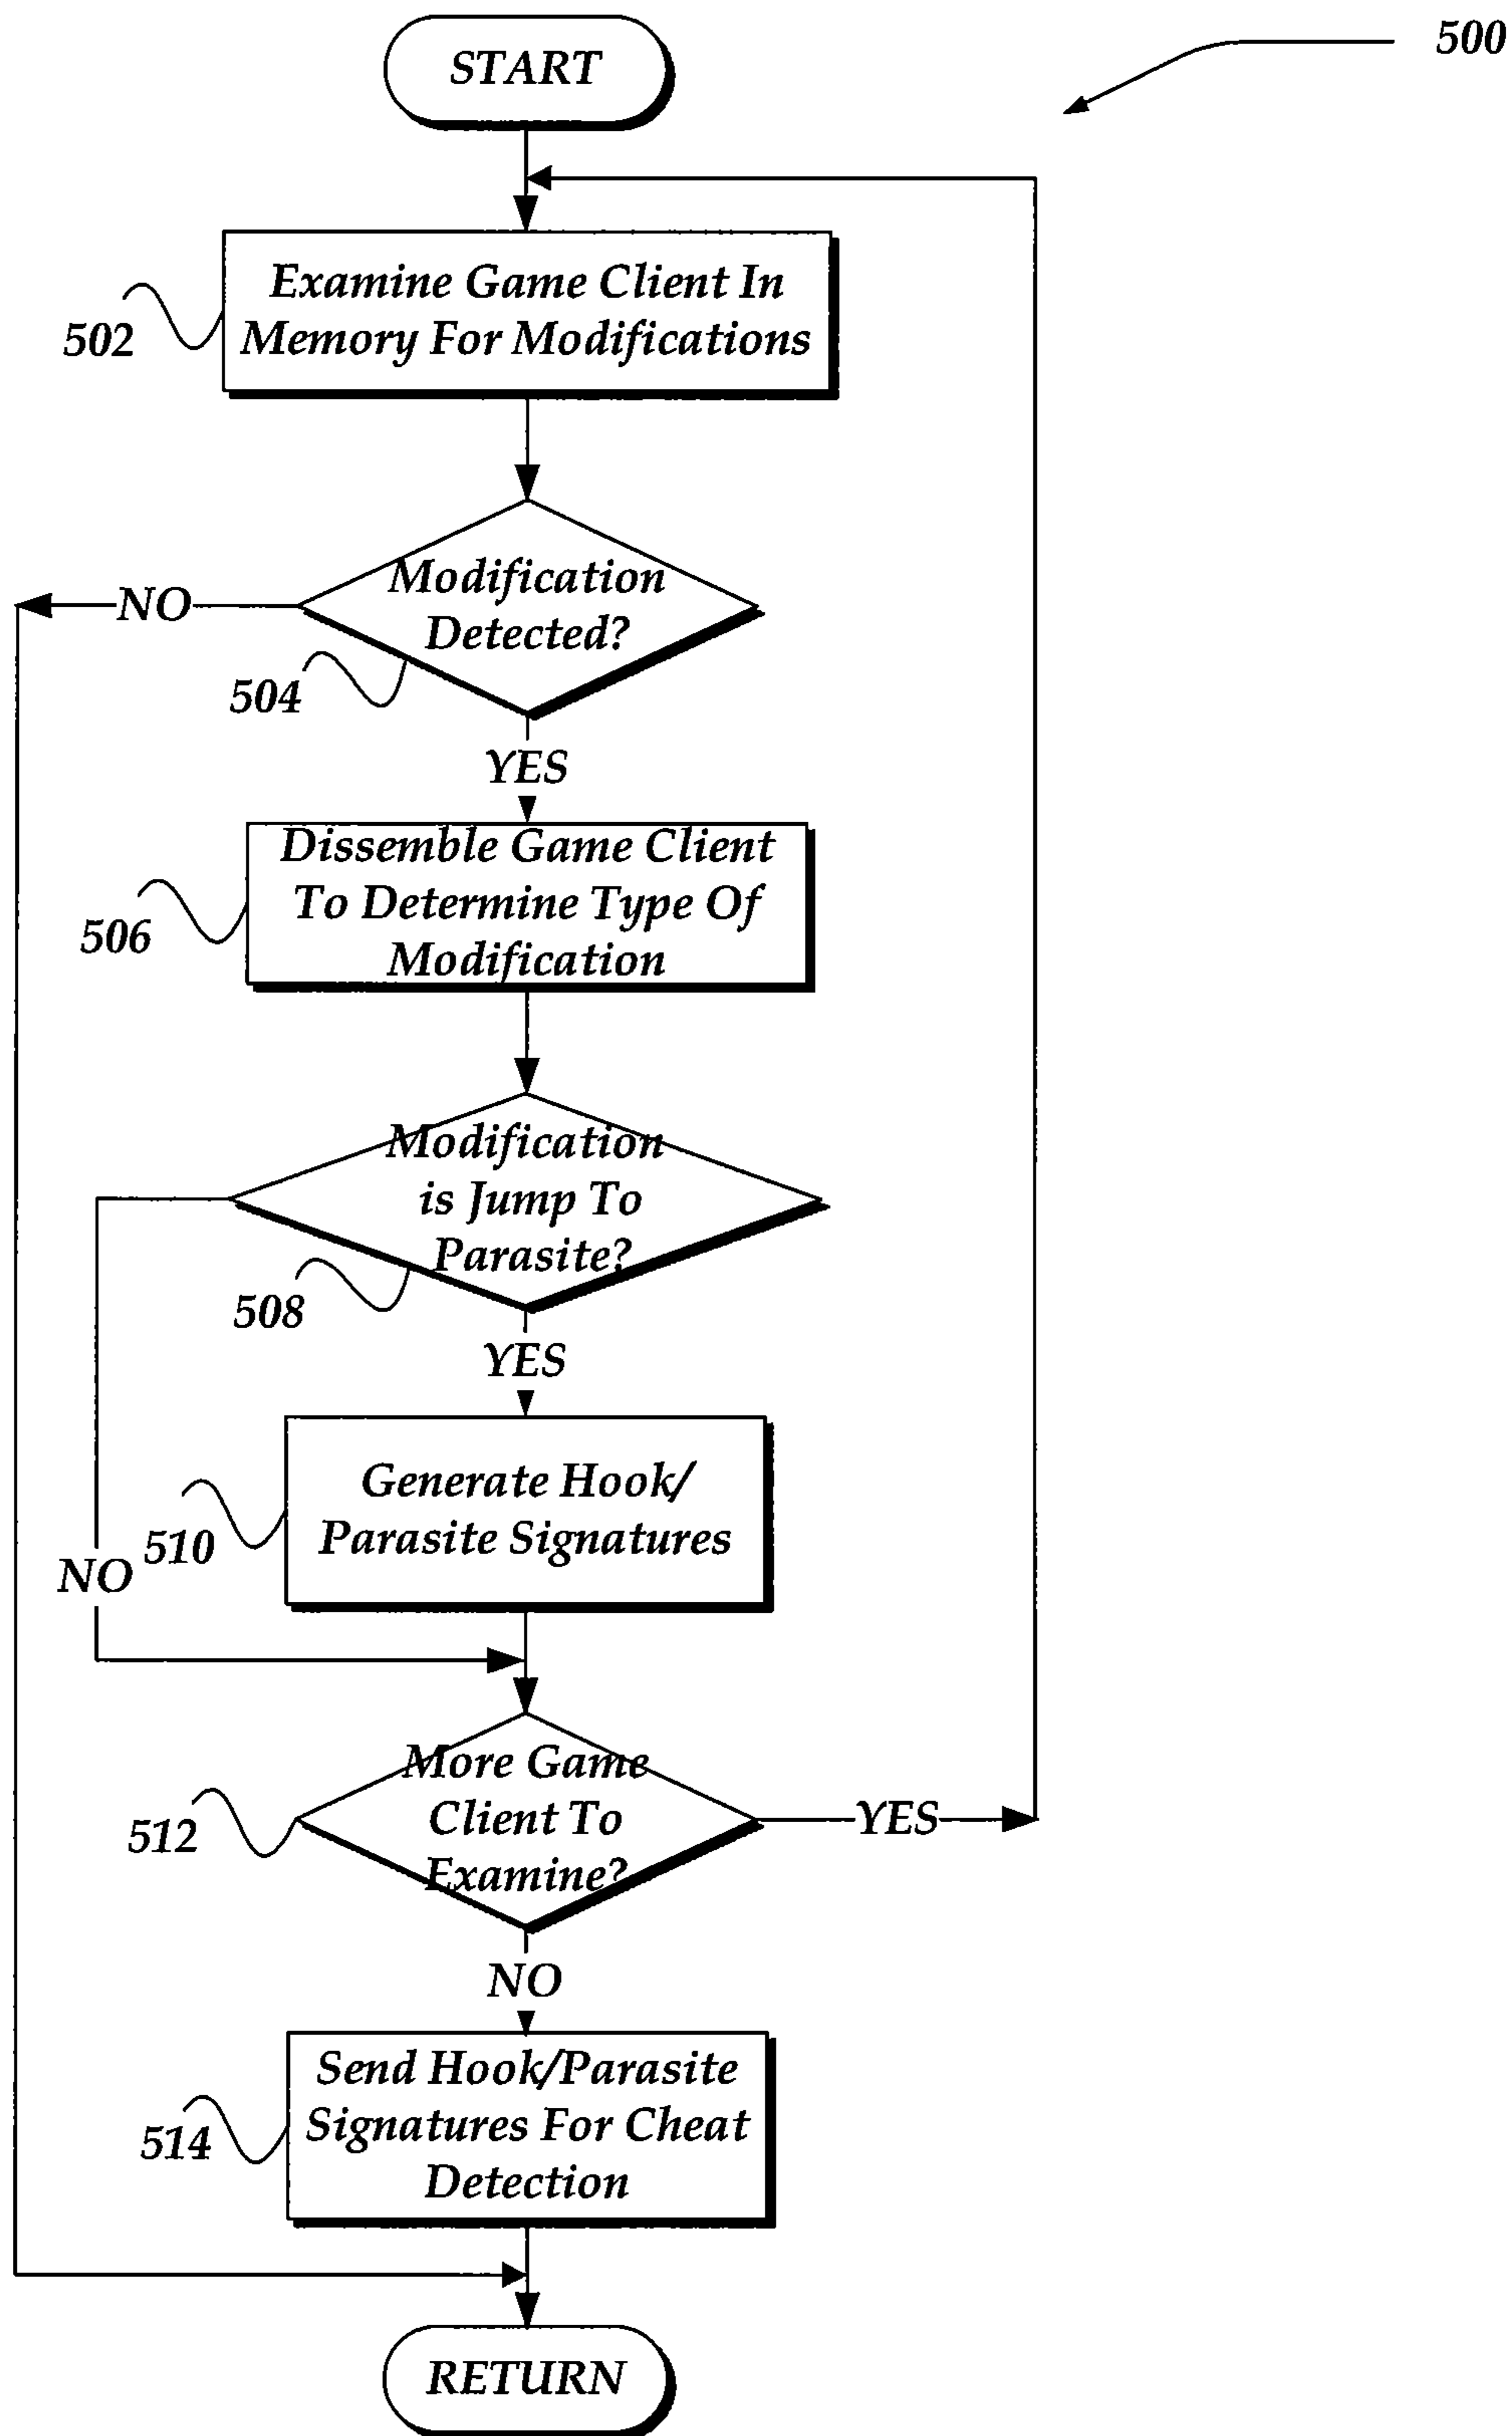 START
500
Examine Game Client In
Memory For Modifications
502
Modification
Detected?
NO
504
YES
Dissemble Game Client
To Determine Type Of
Modification
506
Modification
is Jump To
Parasite?
508
YES
Generate Hook/
Parasite Signatures
510
NO
More Game
Client To
Examine?
512
YES
NO
Send Hook/Parasite
Signatures For Cheat
Detection
514
RETURN